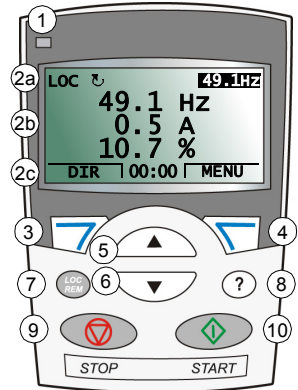 1
2a
LOC ↻ 49.1Hz
49.1 Hz
2b
0.5 A
10.7 %
2c
DIR 00:00 MENU
3
4
5
6
7
LOC
REM
?
8
9
10
STOP START